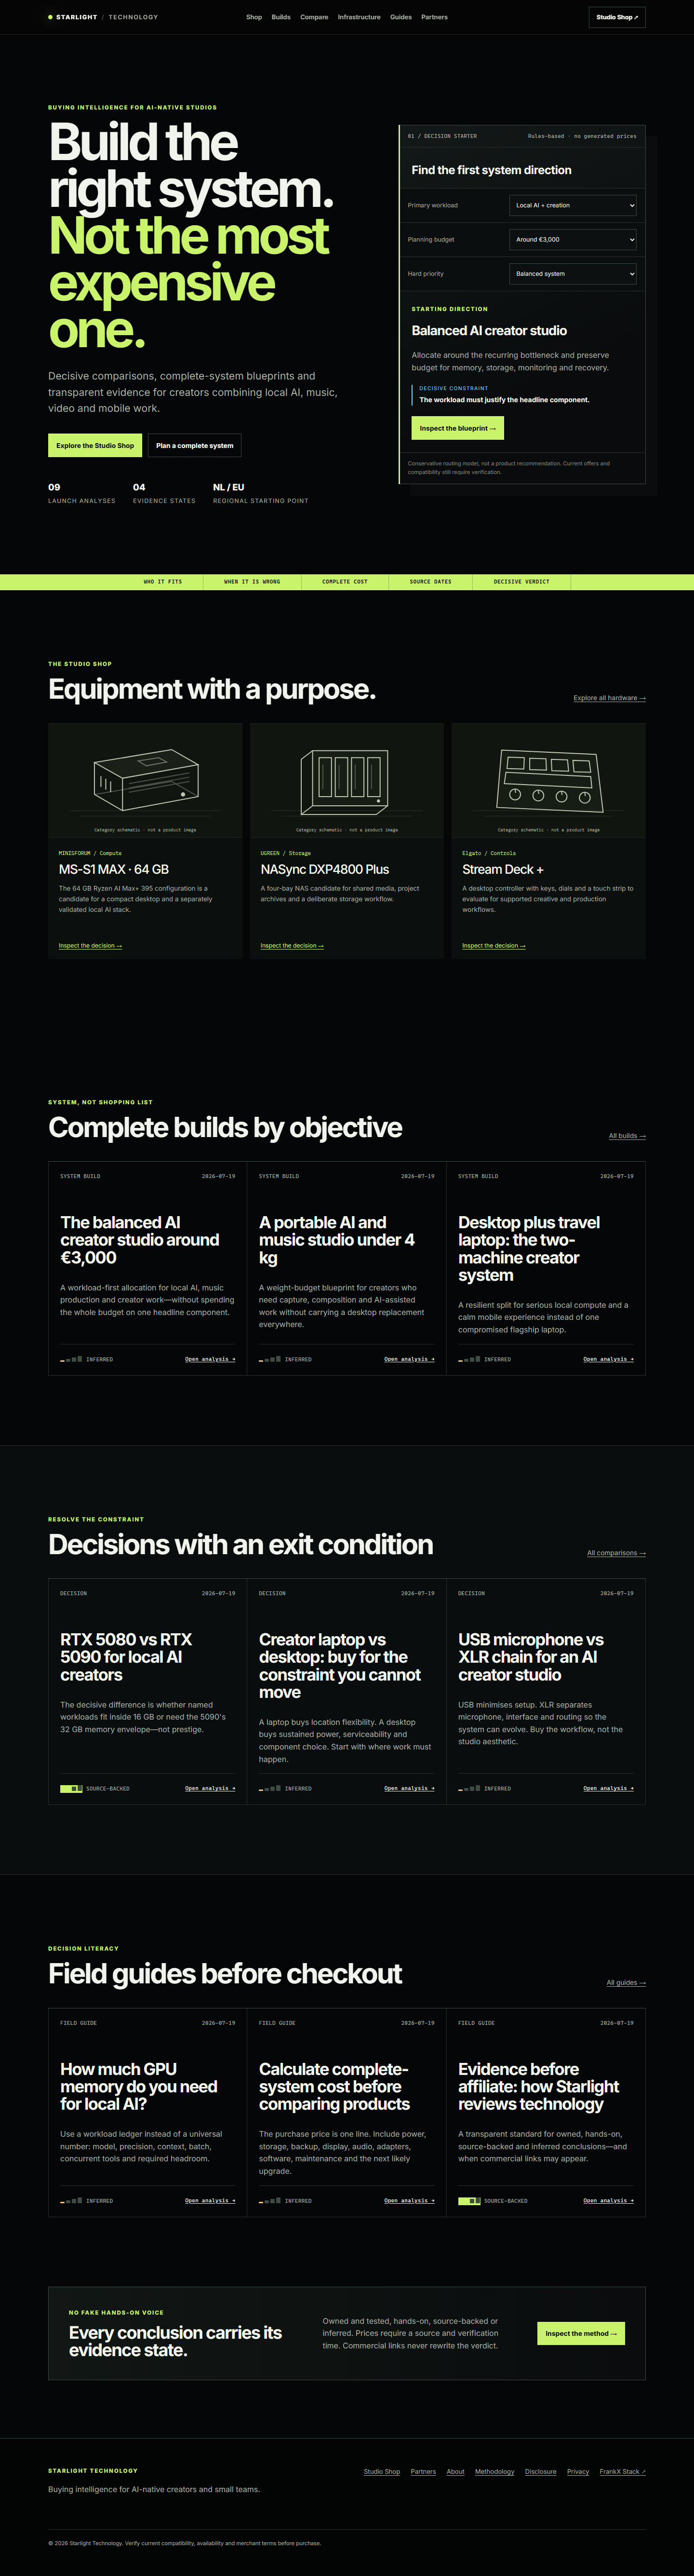 STARLIGHT / TECHNOLOGY
Shop Builds Compare Infrastructure Guides Partners
Studio Shop ↗
BUYING INTELLIGENCE FOR AI-NATIVE STUDIOS
Build the
right system.
Not the most
expensive
one.
Decisive comparisons, complete-system blueprints and
transparent evidence for creators combining local AI, music,
video and mobile work.
Explore the Studio Shop
Plan a complete system
09
LAUNCH ANALYSES
04
EVIDENCE STATES
NL / EU
REGIONAL STARTING POINT
01 / DECISION STARTER
Rules-based · no generated prices
Find the first system direction
Primary workload
Local AI + creation
Planning budget
Around €3,000
Hard priority
Balanced system
STARTING DIRECTION
Balanced AI creator studio
Allocate around the recurring bottleneck and preserve
budget for memory, storage, monitoring and recovery.
DECISIVE CONSTRAINT
The workload must justify the headline component.
Inspect the blueprint →
Conservative routing model, not a product recommendation. Current offers and
compatibility still require verification.
WHO IT FITS
WHEN IT IS WRONG
COMPLETE COST
SOURCE DATES
DECISIVE VERDICT
THE STUDIO SHOP
Equipment with a purpose.
Explore all hardware →
Category schematic · not a product image
MINISFORUM / Compute
MS-S1 MAX · 64 GB
The 64 GB Ryzen AI Max+ 395 configuration is a
candidate for a compact desktop and a separately
validated local AI stack.
Inspect the decision →
Category schematic · not a product image
UGREEN / Storage
NASync DXP4800 Plus
A four-bay NAS candidate for shared media, project
archives and a deliberate storage workflow.
Inspect the decision →
Category schematic · not a product image
Elgato / Controls
Stream Deck +
A desktop controller with keys, dials and a touch strip to
evaluate for supported creative and production
workflows.
Inspect the decision →
SYSTEM, NOT SHOPPING LIST
Complete builds by objective
All builds →
SYSTEM BUILD
2026-07-19
The balanced AI
creator studio around
€3,000
A workload-first allocation for local AI, music
production and creator work—without spending
the whole budget on one headline component.
INFERRED
Open analysis →
SYSTEM BUILD
2026-07-19
A portable AI and
music studio under 4
kg
A weight-budget blueprint for creators who
need capture, composition and AI-assisted
work without carrying a desktop replacement
everywhere.
INFERRED
Open analysis →
SYSTEM BUILD
2026-07-19
Desktop plus travel
laptop: the two-
machine creator
system
A resilient split for serious local compute and a
calm mobile experience instead of one
compromised flagship laptop.
INFERRED
Open analysis →
RESOLVE THE CONSTRAINT
Decisions with an exit condition
All comparisons →
DECISION
2026-07-19
RTX 5080 vs RTX
5090 for local AI
creators
The decisive difference is whether named
workloads fit inside 16 GB or need the 5090's
32 GB memory envelope—not prestige.
SOURCE-BACKED
Open analysis →
DECISION
2026-07-19
Creator laptop vs
desktop: buy for the
constraint you cannot
move
A laptop buys location flexibility. A desktop
buys sustained power, serviceability and
component choice. Start with where work must
happen.
INFERRED
Open analysis →
DECISION
2026-07-19
USB microphone vs
XLR chain for an AI
creator studio
USB minimises setup. XLR separates
microphone, interface and routing so the
system can evolve. Buy the workflow, not the
studio aesthetic.
INFERRED
Open analysis →
DECISION LITERACY
Field guides before checkout
All guides →
FIELD GUIDE
2026-07-19
How much GPU
memory do you need
for local AI?
Use a workload ledger instead of a universal
number: model, precision, context, batch,
concurrent tools and required headroom.
INFERRED
Open analysis →
FIELD GUIDE
2026-07-19
Calculate complete-
system cost before
comparing products
The purchase price is one line. Include power,
storage, backup, display, audio, adapters,
software, maintenance and the next likely
upgrade.
INFERRED
Open analysis →
FIELD GUIDE
2026-07-19
Evidence before
affiliate: how Starlight
reviews technology
A transparent standard for owned, hands-on,
source-backed and inferred conclusions—and
when commercial links may appear.
SOURCE-BACKED
Open analysis →
NO FAKE HANDS-ON VOICE
Every conclusion carries its
evidence state.
Owned and tested, hands-on, source-backed or
inferred. Prices require a source and verification
time. Commercial links never rewrite the verdict.
Inspect the method →
STARLIGHT TECHNOLOGY
Buying intelligence for AI-native creators and small teams.
Studio Shop Partners About Methodology Disclosure Privacy FrankX Stack ↗
© 2026 Starlight Technology. Verify current compatibility, availability and merchant terms before purchase.